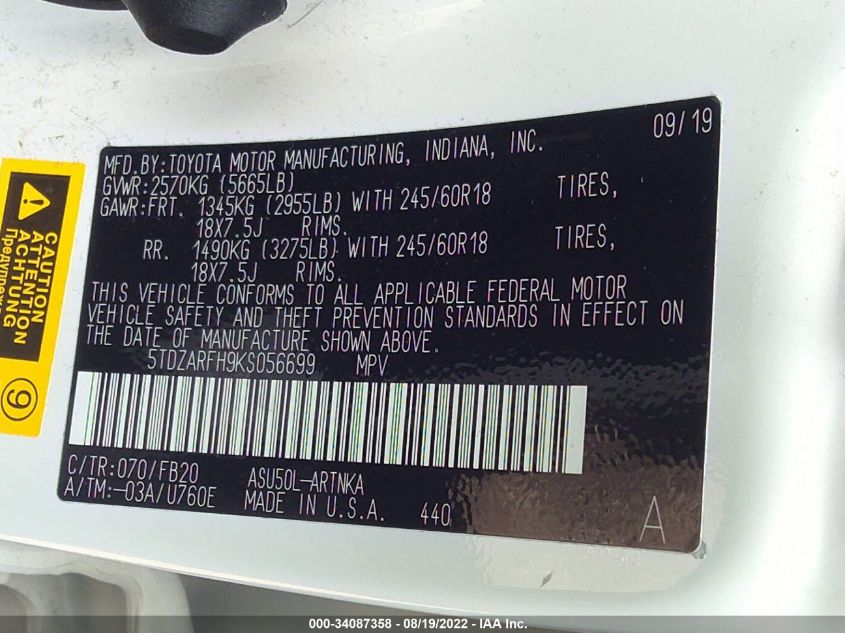 MFD.BY:TOYOTA MOTOR MANUFACTURING, INDIANA, INC. 09/19
GVWR:2570KG (5665LB)
GAWR:FRT. 1345KG (2955LB) WITH 245/60R18 TIRES,
18X7.5J RIMS.
RR. 1490KG (3275LB) WITH 245/60R18 TIRES,
18X7.5J RIMS.
THIS VEHICLE CONFORMS TO ALL APPLICABLE FEDERAL MOTOR
VEHICLE SAFETY AND THEFT PREVENTION STANDARDS IN EFFECT ON
THE DATE OF MANUFACTURE SHOWN ABOVE.
5TDZARFH9KS056699 MPV
C/TR:070/FB20 ASU50L-ARTNKA
A/TM:-03A/U760E MADE IN U.S.A. 440 A
CAUTION
ATTENTION
ACHTUNG
9
000-34087358 - 08/19/2022 - IAA Inc.